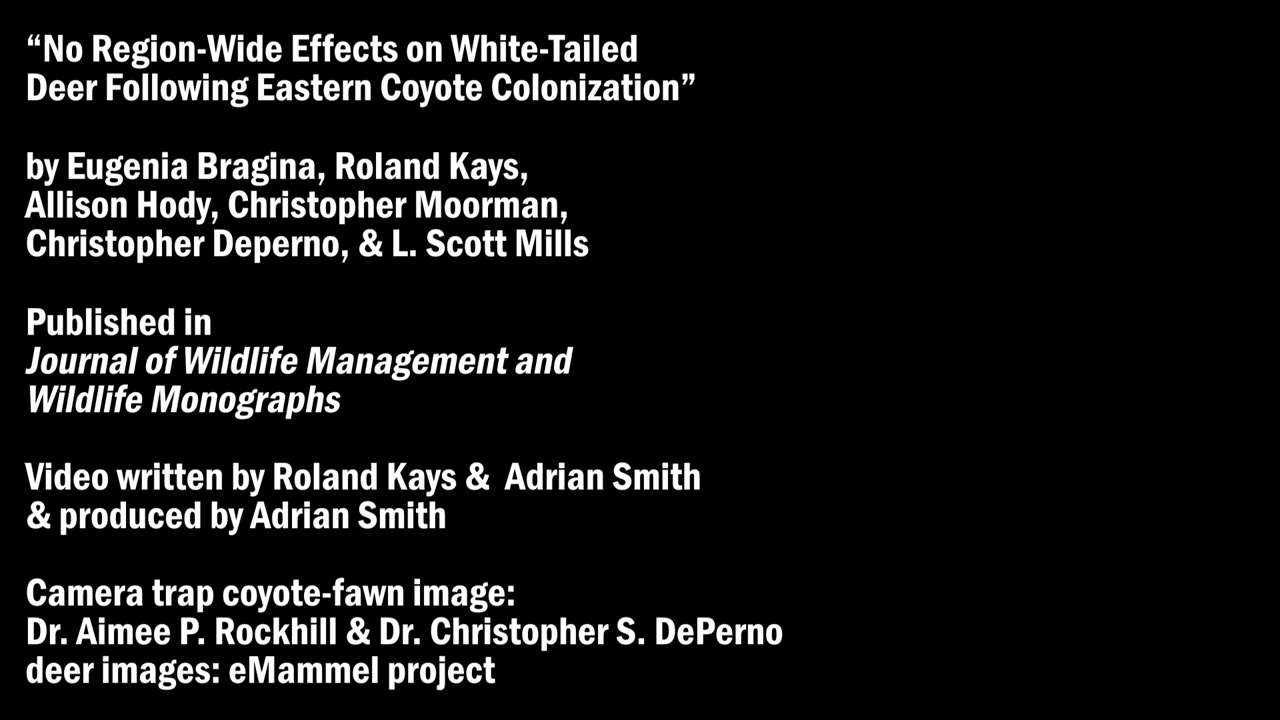 “No Region-Wide Effects on White-Tailed
Deer Following Eastern Coyote Colonization”
by Eugenia Bragina, Roland Kays,
Allison Hody, Christopher Moorman,
Christopher Deperno, & L. Scott Mills
Published in
Journal of Wildlife Management and
Wildlife Monographs
Video written by Roland Kays &  Adrian Smith
& produced by Adrian Smith
Camera trap coyote-fawn image:
Dr. Aimee P. Rockhill & Dr. Christopher S. DePerno
deer images: eMammel project